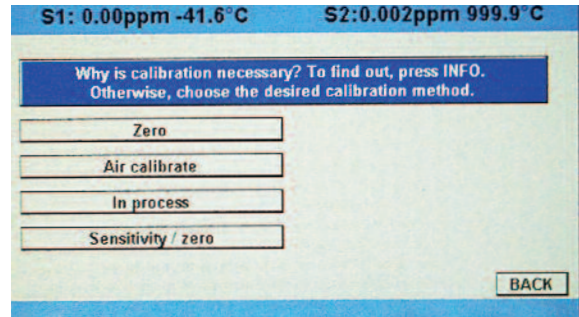 S1: 0.00ppm -41.6°C S2:0.002ppm 999.9°C
Why is calibration necessary? To find out, press INFO.
Otherwise, choose the desired calibration method.
Zero
Air calibrate
In process
Sensitivity / zero
BACK